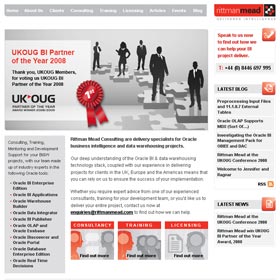 Home
About Us
Clients
Consulting
Training
Licensing
Articles
Events
Blog
rittmanmead
UKOUG BI Partner
of the Year 2008
Thank you, UKOUG Members,
for voting us UKOUG BI
Partner of the Year 2008
UKOUG
PARTNER OF THE YEAR
Speak to us now
to find out how we
can help your BI
project deliver.
T: +44 (0) 8446 697 995
LATEST BLOG
Preprocessing Input Files
and 11.1.0.7 External
Tables
Oracle OLAP Supports
MDX (Sort Of...)
Investigating the Oracle BI
Management Pack for
OBIEE and DAC
Rittman Mead at the
UKOUG Conference 2008
Welcome to Jennifer and
Ragnar
RSS
LATEST NEWS
Rittman Mead at the
UKOUG Conference 2008
Rittman Mead win UKOUG
BI Partner of the Year
Award, 2008
Consulting, Training,
Mentoring and Development
Support for your BI/DW
projects, with our team made
up of industry experts in the
following Oracle tools:
Oracle BI Enterprise
Edition
Oracle BI Applications
Oracle Warehouse
Builder
Oracle Data Integrator
Oracle BI Publisher
Oracle OLAP and
Essbase
Oracle Discoverer and
Oracle Portal
Oracle Database
Enterprise Edition
Oracle Real Time
Decisions
Rittman Mead Consulting are delivery specialists for Oracle
business intelligence and data warehousing projects.
Our deep understanding of the Oracle BI & data warehousing
technology stack, coupled with our experience in delivering
projects for clients in the UK, Europe and the Americas means that
you can rely on us to ensure the success of your implementation
Whether you require expert advice from one of our experienced
consultants, training for your development team, or you'd like us to
deliver your entire project, contact us now at
enquiries@rittmanmead.com to find out how we can help.
CONSULTANCY
TRAINING
LICENSING
Find out more
Find out more
Find out more